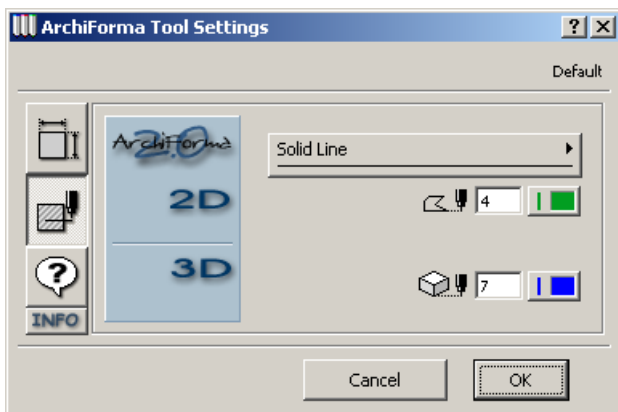 ArchiForma Tool Settings
Default
ArchiForma
2.0
Solid Line
2D
4
3D
7
INFO
Cancel
OK